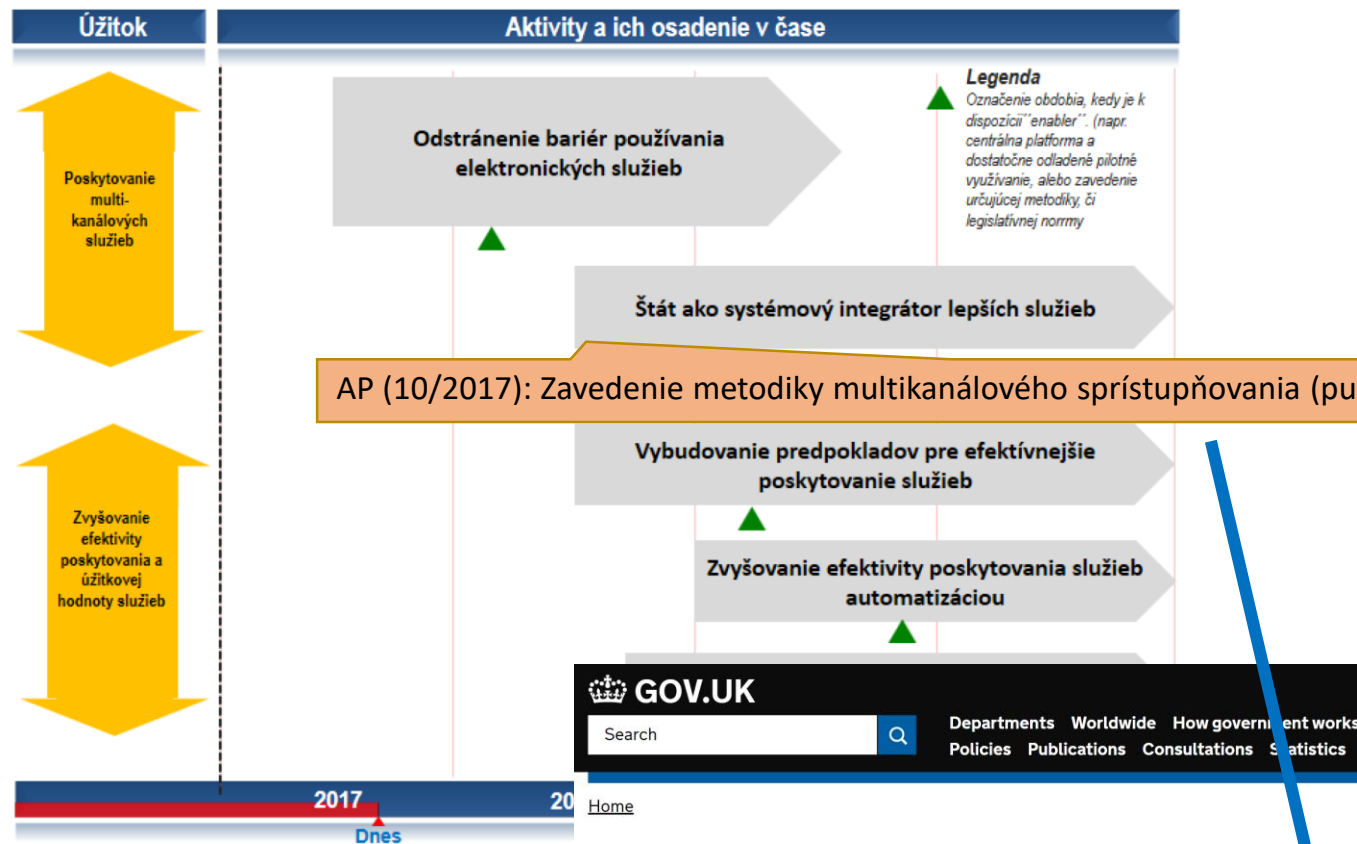 Úžitok
Aktivity a ich osadenie v čase
Poskytovanie
multi-
kanálových
služieb
Odstránenie bariér používania
elektronických služieb
Legenda
Označenie obdobia, kedy je k
dispozícii´´enabler´´. (napr.
centrálna platforma a
dostatočne odladené pilotné
využívanie, alebo zavedenie
určujúcej metodiky, či
legislatívnej norrmy
Štát ako systémový integrátor lepších služieb
AP (10/2017): Zavedenie metodiky multikanálového sprístupňovania (pu
Zvyšovanie
efektivity
poskytovania a
úžitkovej
hodnoty služieb
Vybudovanie predpokladov pre efektívnejšie
poskytovanie služieb
Zvyšovanie efektivity poskytovania služieb
automatizáciou
GOV.UK
Search
Departments Worldwide How government works
Policies Publications Consultations Statistics
Home
2017
20
Dnes